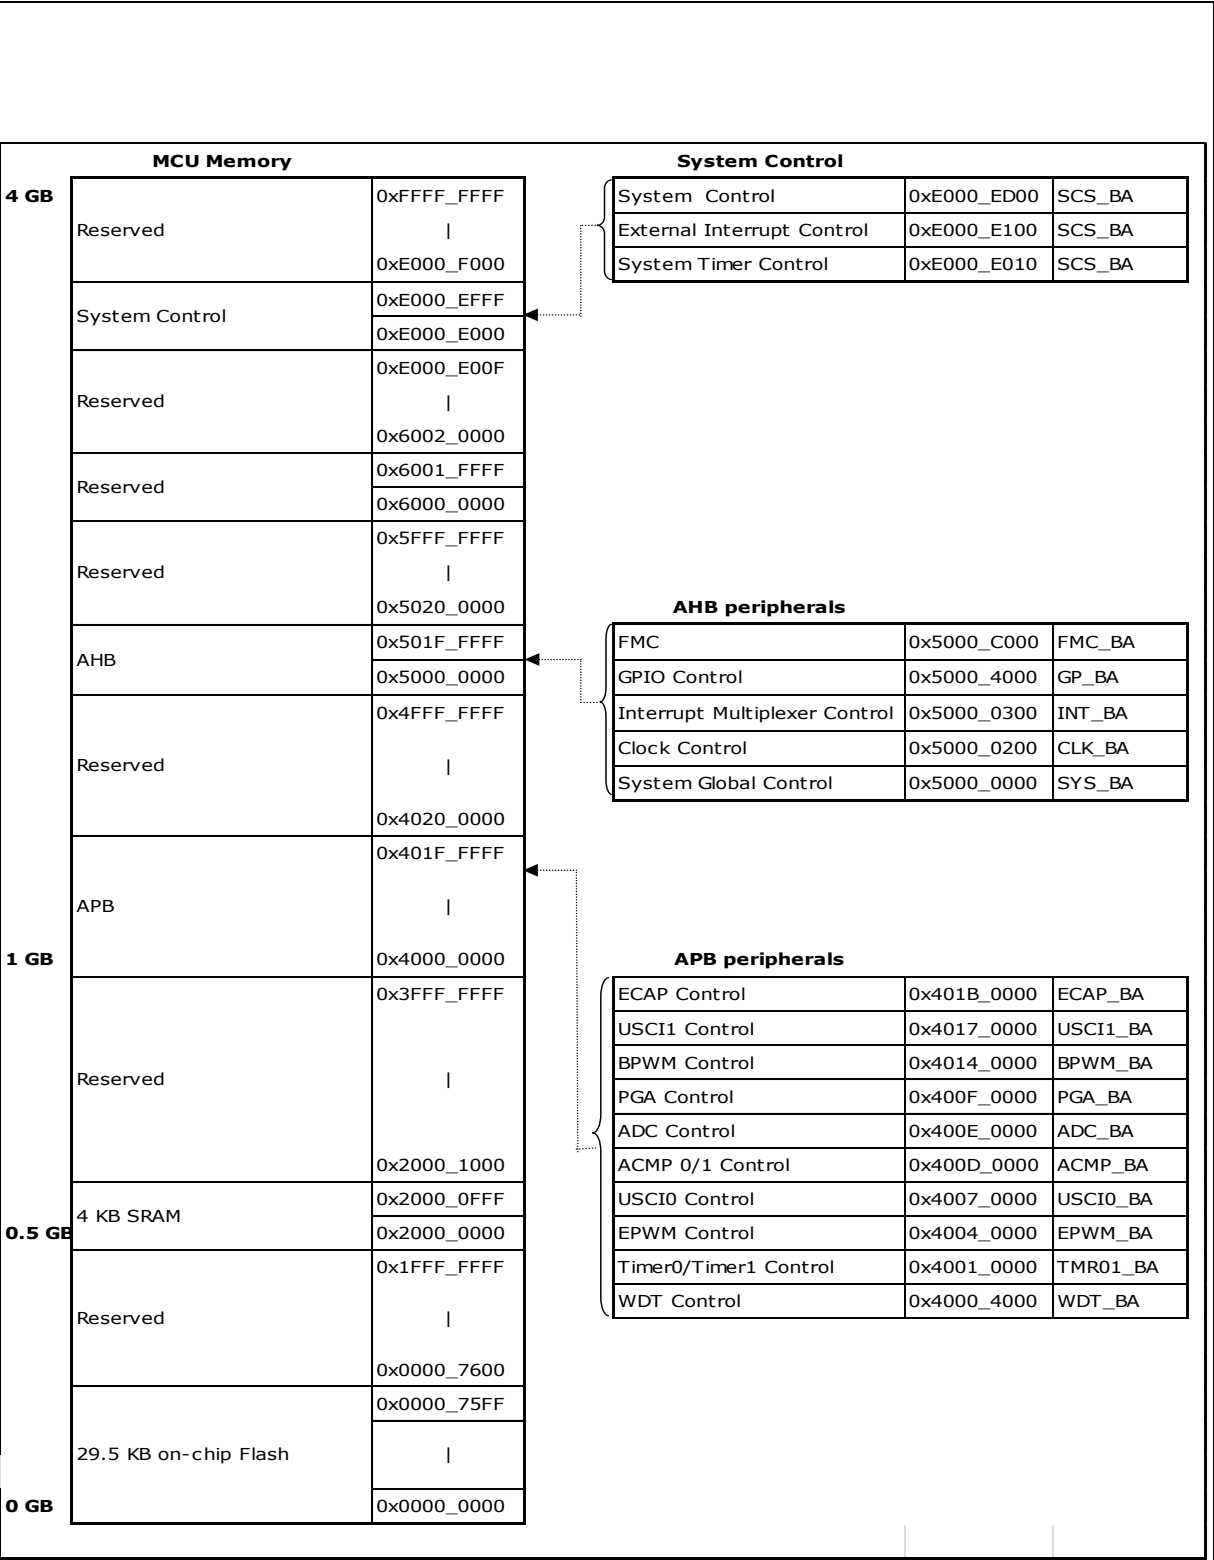 MCU Memory
4 GB
Reserved
0xFFFF_FFFF
|
0xE000_F000
System Control
0xE000_EFFF
0xE000_E000
Reserved
0xE000_E00F
|
0x6002_0000
Reserved
0x6001_FFFF
0x6000_0000
Reserved
0x5FFF_FFFF
|
0x5020_0000
AHB
0x501F_FFFF
0x5000_0000
Reserved
0x4FFF_FFFF
|
0x4020_0000
APB
0x401F_FFFF
|
1 GB
0x4000_0000
Reserved
0x3FFF_FFFF
|
0x2000_1000
4 KB SRAM
0x2000_0FFF
0.5 GB
0x2000_0000
Reserved
0x1FFF_FFFF
|
0x0000_7600
29.5 KB on-chip Flash
0x0000_75FF
|
0 GB
0x0000_0000
System Control
System Control 0xE000_ED00 SCS_BA
External Interrupt Control 0xE000_E100 SCS_BA
System Timer Control 0xE000_E010 SCS_BA
AHB peripherals
FMC 0x5000_C000 FMC_BA
GPIO Control 0x5000_4000 GP_BA
Interrupt Multiplexer Control 0x5000_0300 INT_BA
Clock Control 0x5000_0200 CLK_BA
System Global Control 0x5000_0000 SYS_BA
APB peripherals
ECAP Control 0x401B_0000 ECAP_BA
USCI1 Control 0x4017_0000 USCI1_BA
BPWM Control 0x4014_0000 BPWM_BA
PGA Control 0x400F_0000 PGA_BA
ADC Control 0x400E_0000 ADC_BA
ACMP 0/1 Control 0x400D_0000 ACMP_BA
USCI0 Control 0x4007_0000 USCI0_BA
EPWM Control 0x4004_0000 EPWM_BA
Timer0/Timer1 Control 0x4001_0000 TMR01_BA
WDT Control 0x4000_4000 WDT_BA